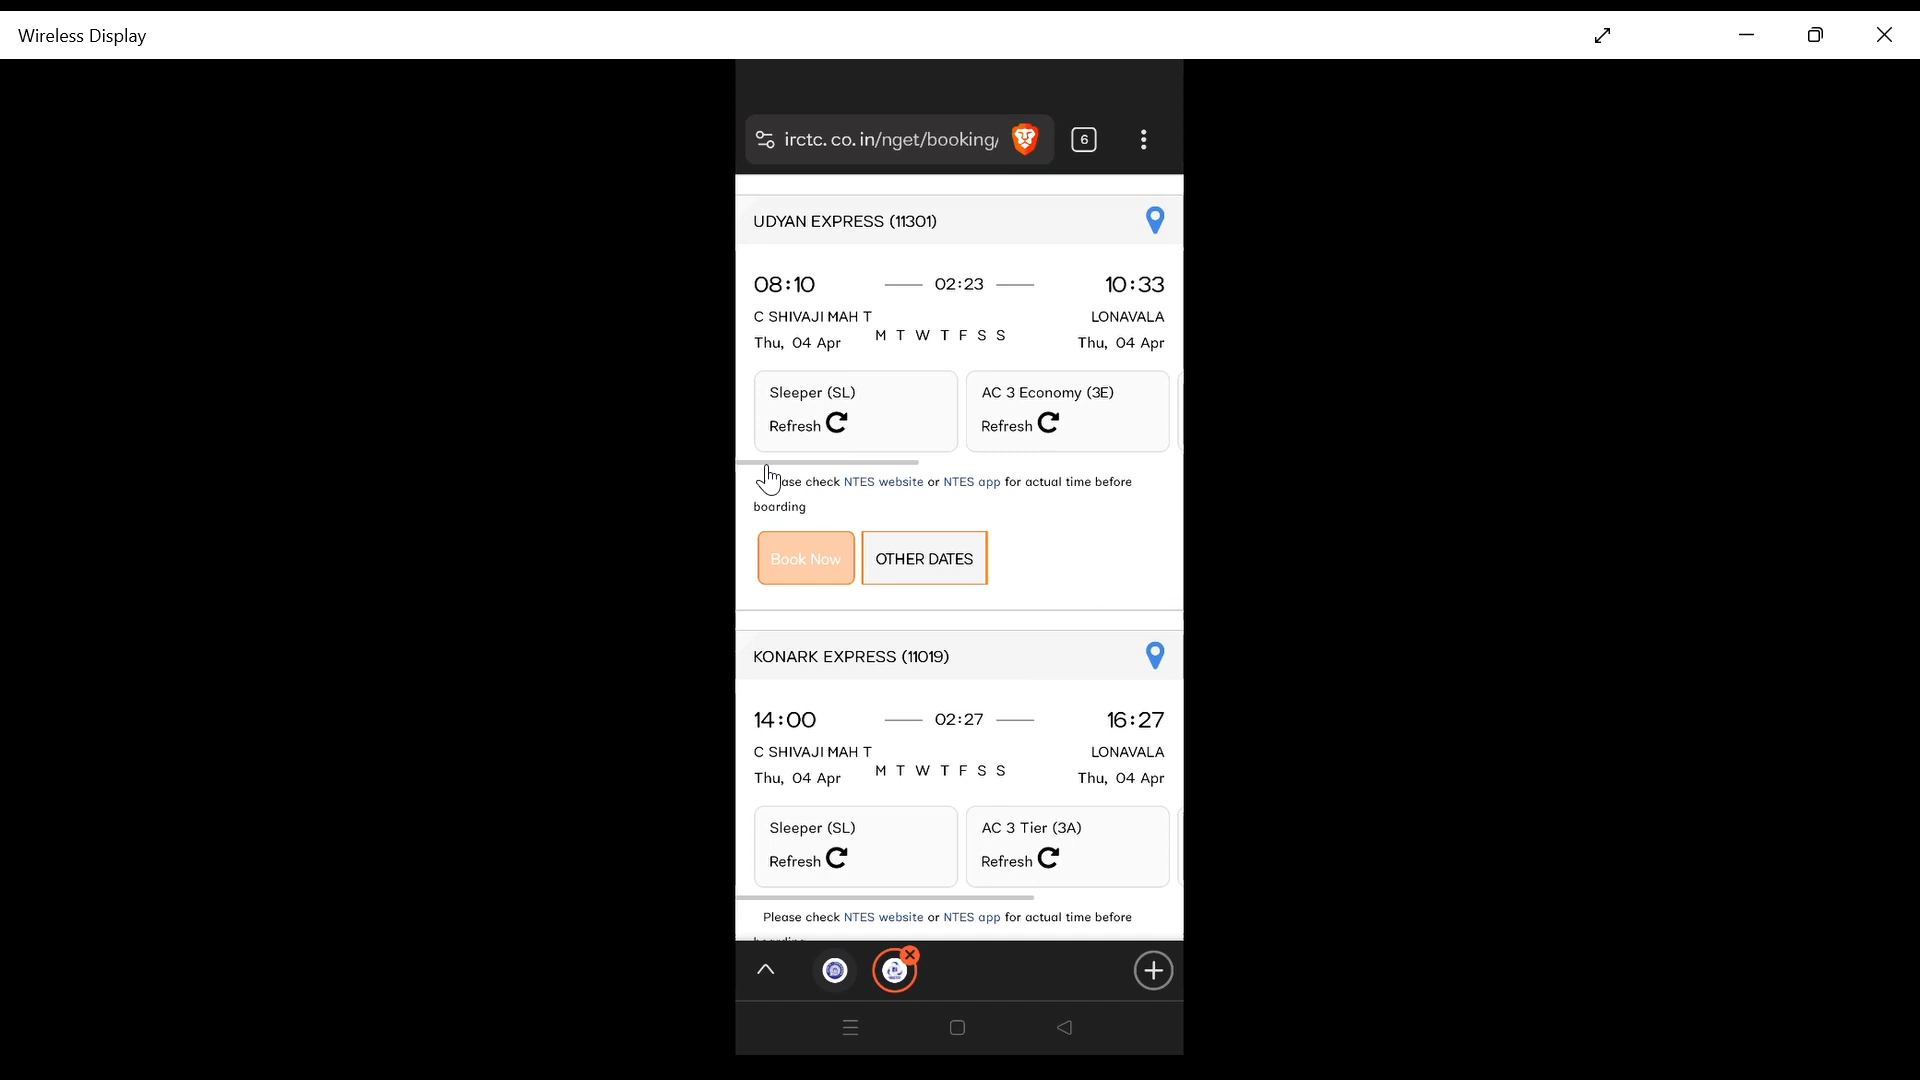 Wireless Display
irctc. co. in/nget/booking/
6
UDYAN EXPRESS (11301)
08:10 02:23 10:33
C SHIVAJI MAH T LONAVALA
M T W T F S S
Thu, 04 Apr Thu, 04 Apr
Sleeper (SL) AC 3 Economy (3E)
Refresh Refresh
ase check NTES website or NTES app for actual time before
boarding
Book Now OTHER DATES
KONARK EXPRESS (11019)
14:00 02:27 16:27
C SHIVAJI MAH T LONAVALA
M T W T F S S
Thu, 04 Apr Thu, 04 Apr
Sleeper (SL) AC 3 Tier (3A)
Refresh Refresh
Please check NTES website or NTES app for actual time before